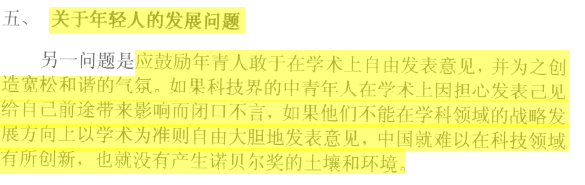 五、 关于年轻人的发展问题
另一问题是应鼓励年青人敢于在学术上自由发表意见，并为之创
造宽松和谐的气氛。如果科技界的中青年人在学术上因担心发表己见
给自己前途带来影响而闭口不言，如果他们不能在学科领域的战略发
展方向上以学术为准则自由大胆地发表意见，中国就难以在科技领域
有所创新，也就没有产生诺贝尔奖的土壤和环境。